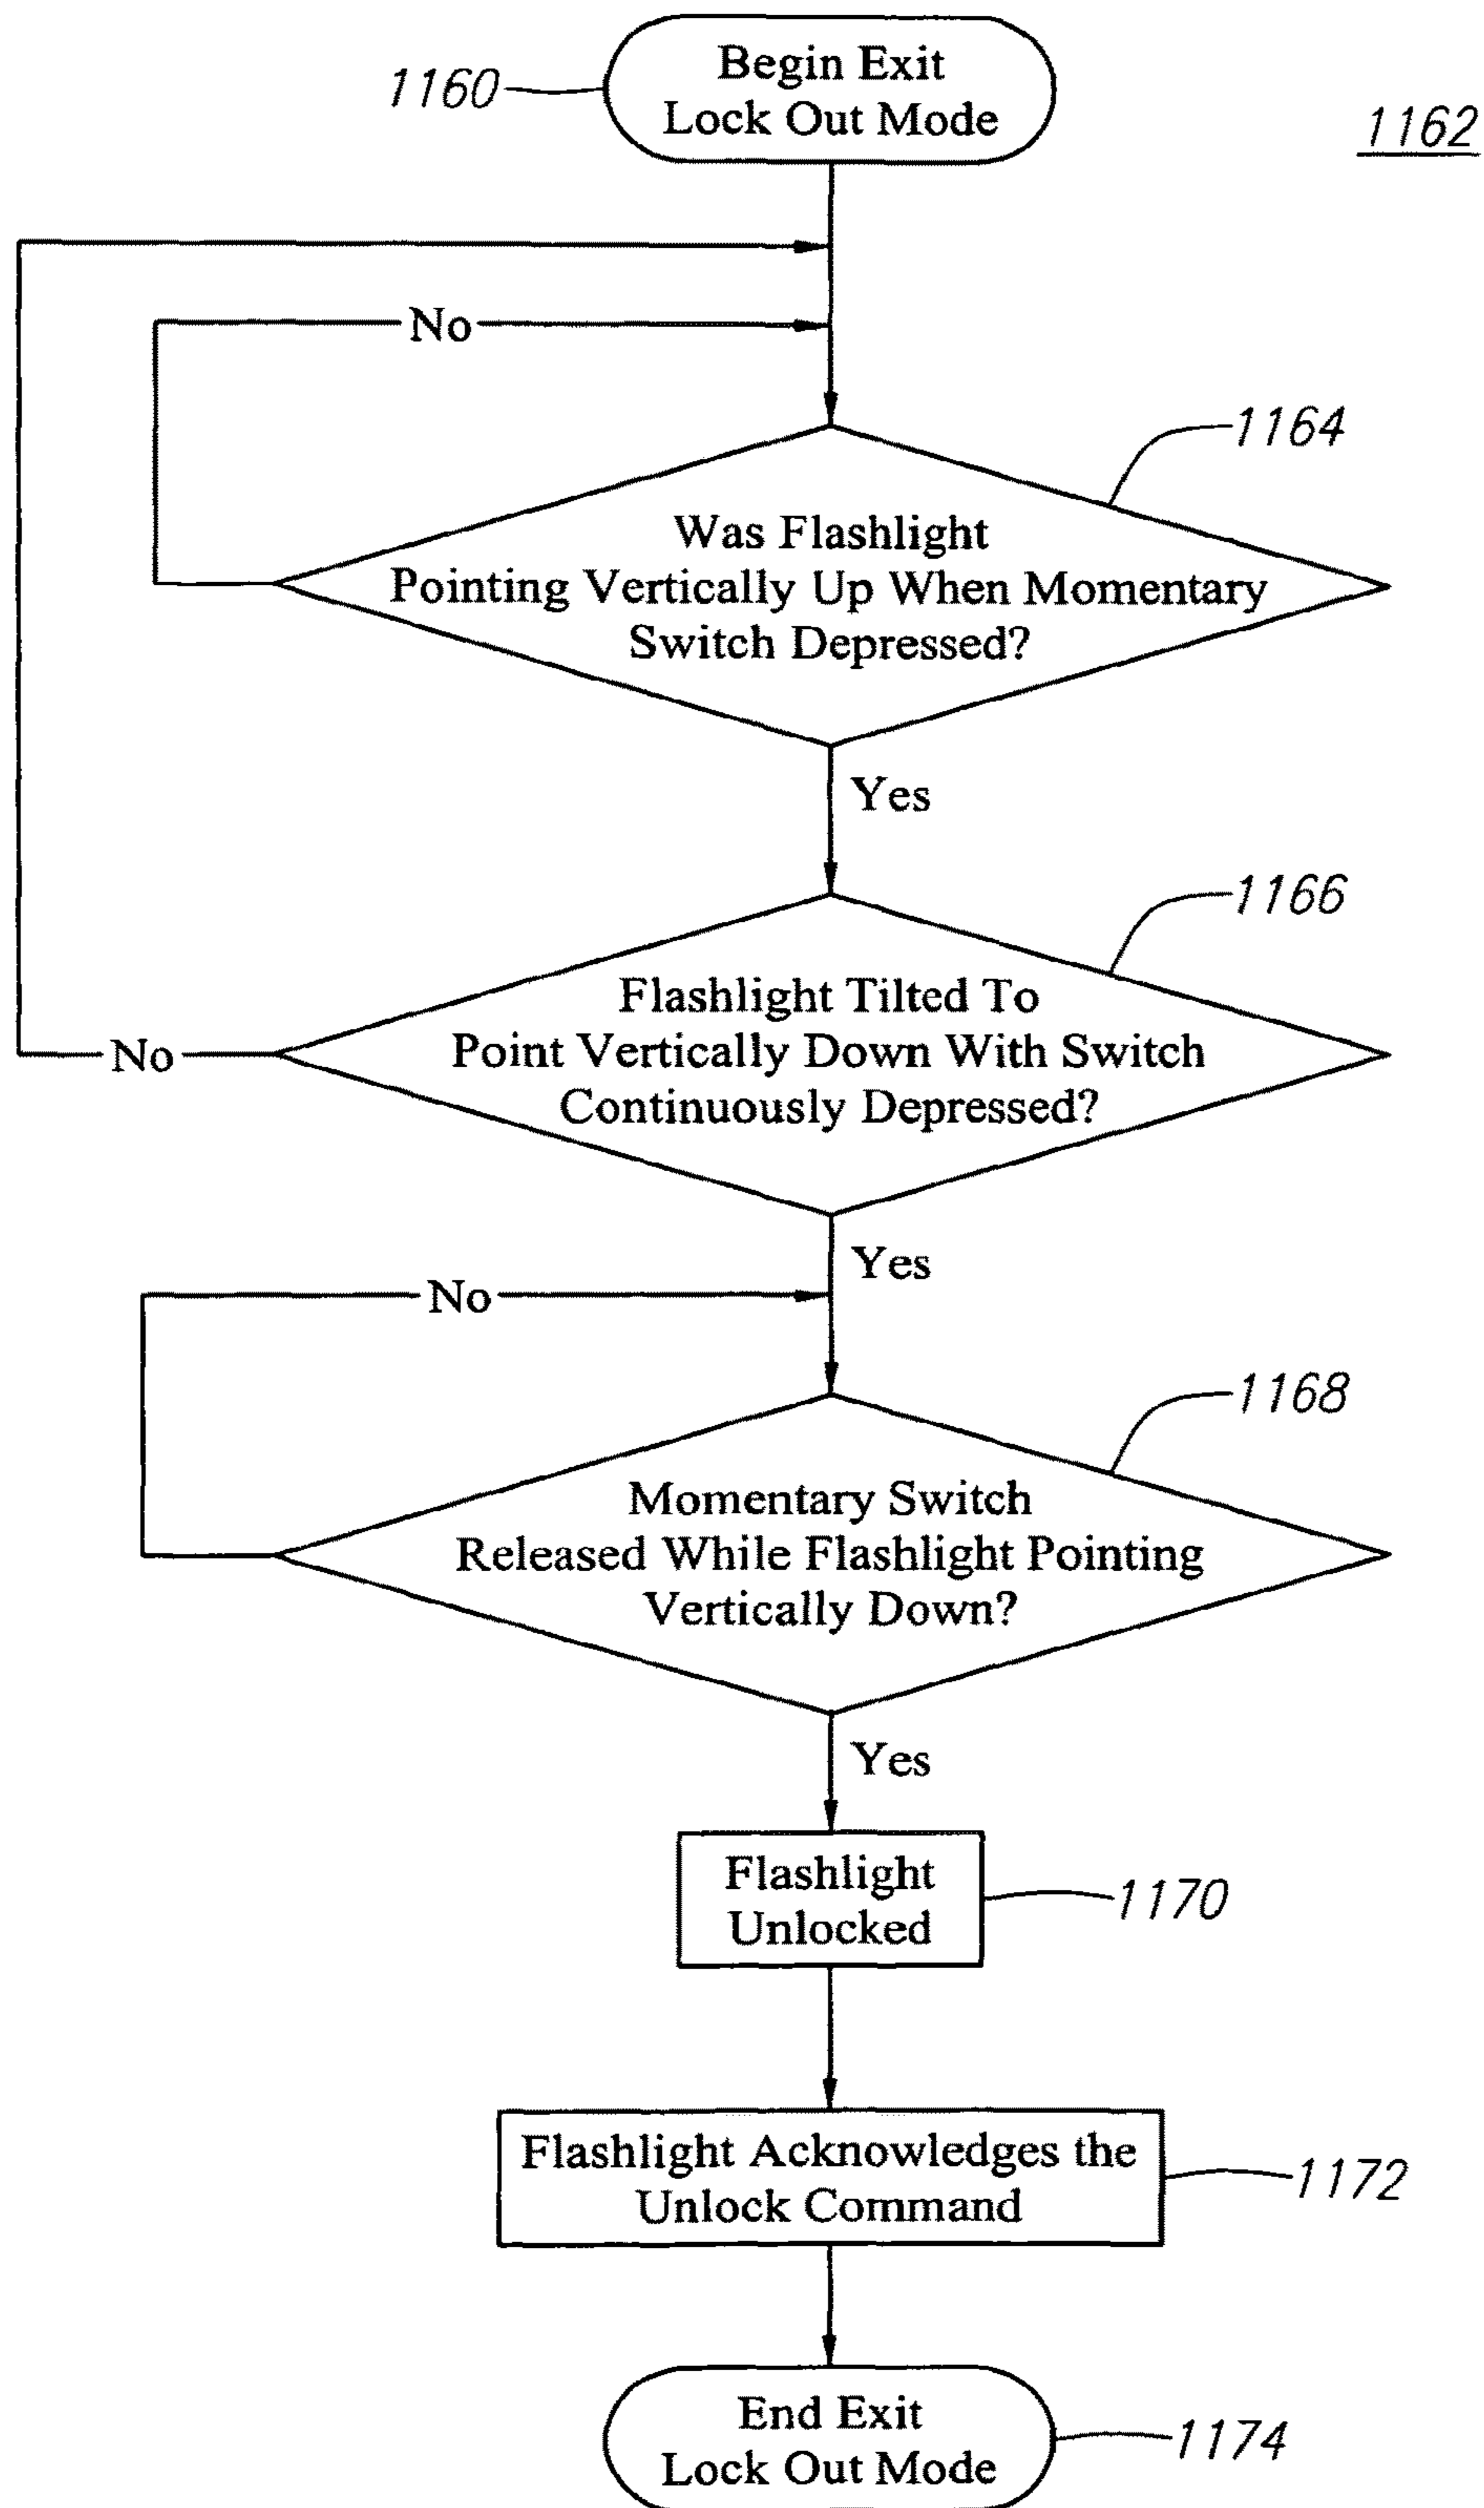 Begin Exit
Lock Out Mode
1160
1162
No
1164
Was Flashlight
Pointing Vertically Up When Momentary
Switch Depressed?
Yes
1166
Flashlight Tilted To
Point Vertically Down With Switch
Continuously Depressed?
No
Yes
No
1168
Momentary Switch
Released While Flashlight Pointing
Vertically Down?
Yes
Flashlight
Unlocked
1170
Flashlight Acknowledges the
Unlock Command
1172
End Exit
Lock Out Mode
1174